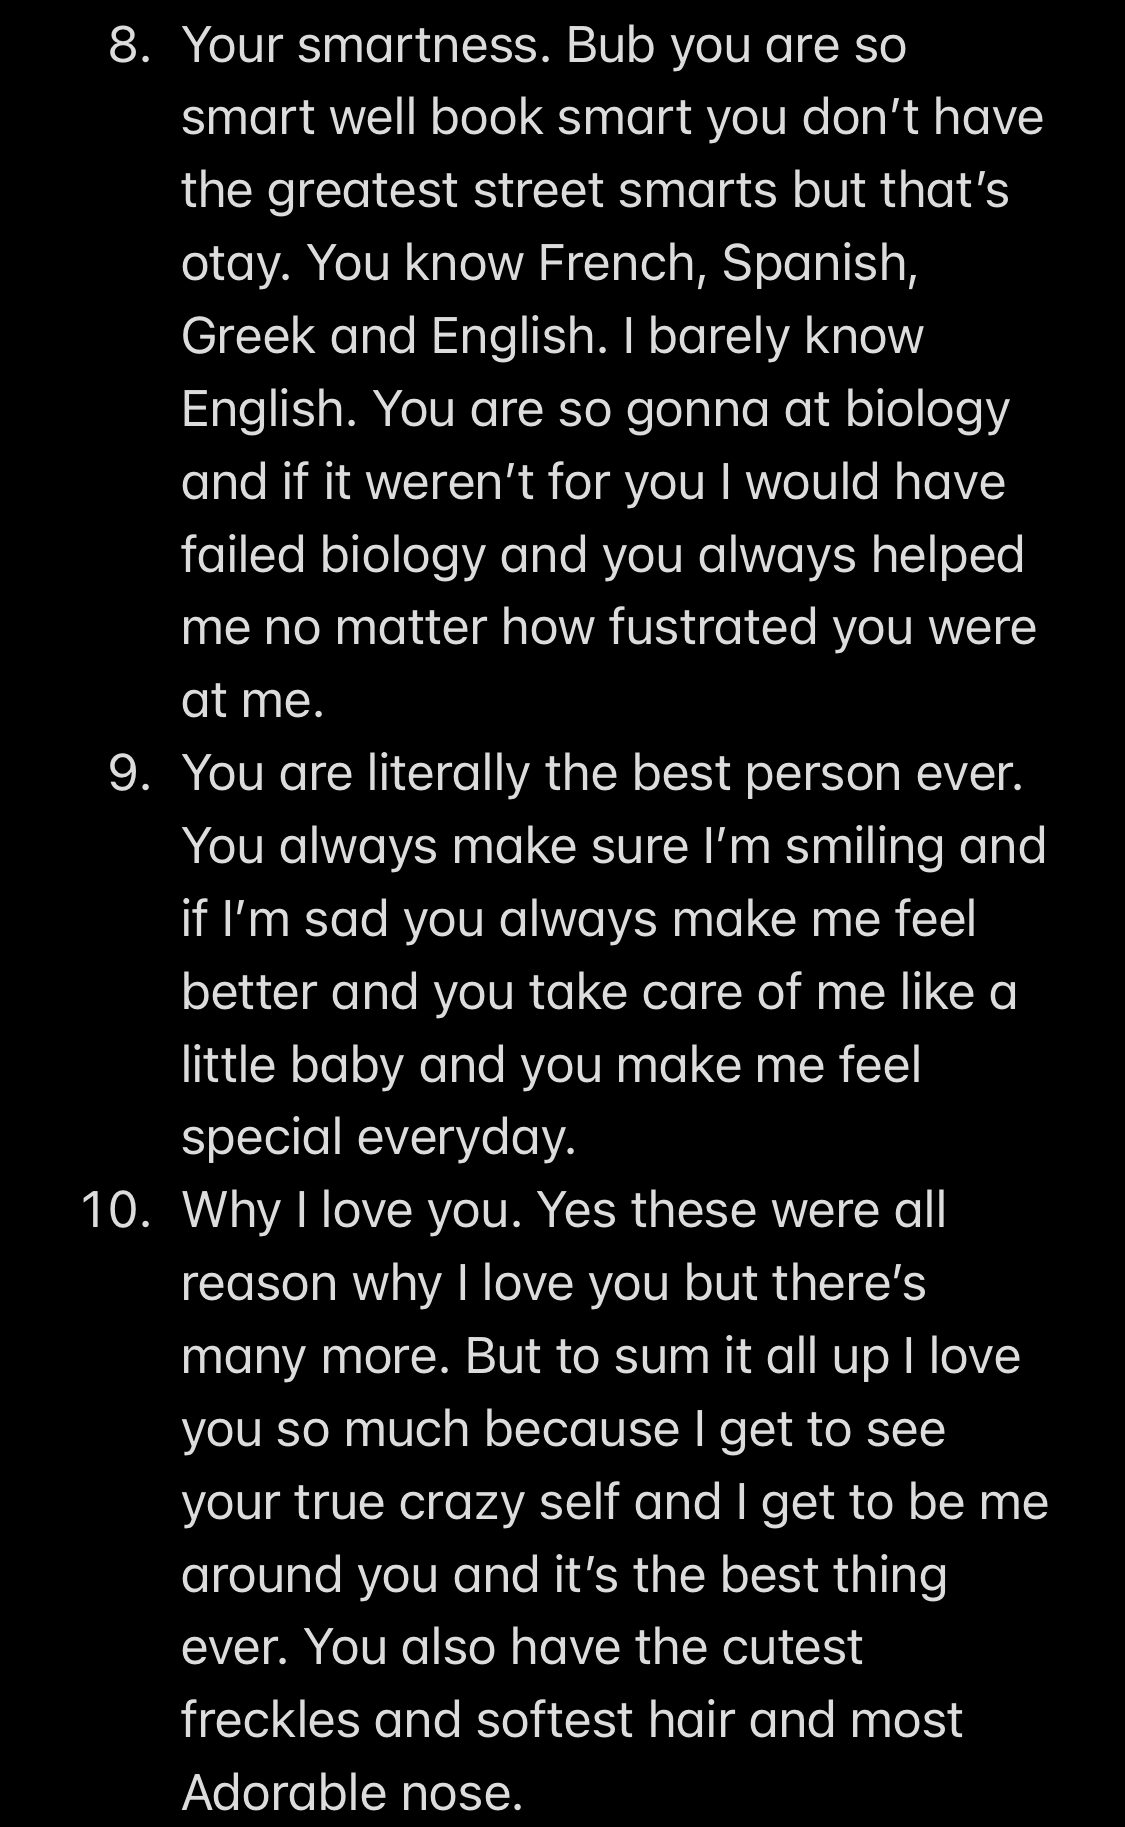 8. Your smartness. Bub you are so
smart well book smart you don't have
the greatest street smarts but that's
otay. You know French, Spanish,
Greek and English. I barely know
English. You are so gonna at biology
and if it weren't for you I would have
failed biology and you always helped
me no matter how fustrated you were
at me.
9. You are literally the best person ever.
You always make sure I'm smiling and
if I'm sad you always make me feel
better and you take care of me like a
little baby and you make me feel
special everyday.
10. Why I love you. Yes these were all
reason why I love you but there's
many more. But to sum it all up I love
you so much because I get to see
your true crazy self and I get to be me
around you and it's the best thing
ever. You also have the cutest
freckles and softest hair and most
Adorable nose.